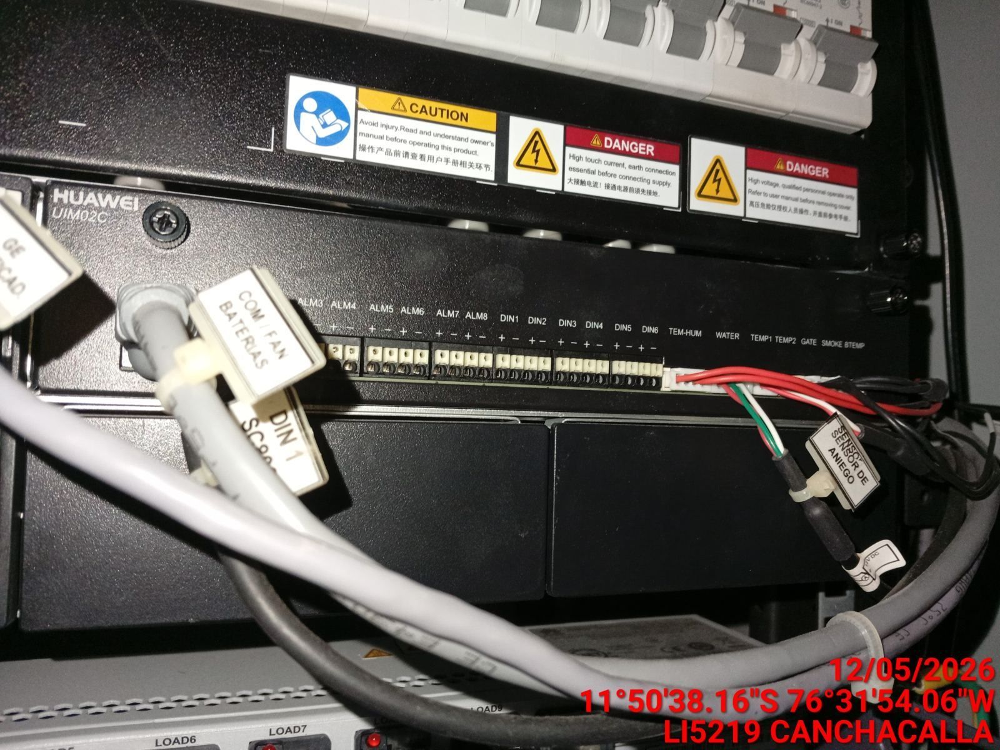 I ON
I ON
CAUTION
Avoid injury.Read and understand owner's
manual before operating this product.
操作产品前请查看用户手册相关环节.
DANGER
High touch current, earth connection
essential before connecting supply.
大接触电流！接通电源前须先接地.
DANGER
High voltage, qualified personnel operate only
Refer to user manual before removing cover.
高压危险仅授权人员操作, 并查前参考手册.
HUAWEI
UIM02C
GE
COM / FAN
BATERIAS
DIN 1
ALM3 ALM4 ALM5 ALM6 ALM7 ALM8 DIN1 DIN2 DIN3 DIN4 DIN5 DIN6 TEM-HUM WATER TEMP1 TEMP2 GATE SMOKE BTEMP
+ - + - + - + - + - + - + - + - + - + - + -
SENSOR DE
ANIEGO
LOAD6
LOAD7
LOAD9
12/05/2026
11°50'38.16"S 76°31'54.06"W
LI5219 CANCHACALLA